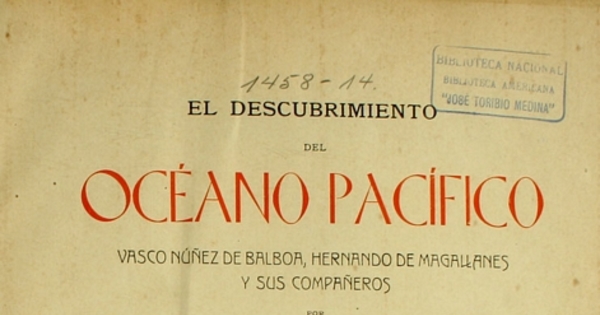 BIBLIOTECA NACIONAL
BIBLIOTECA AMERICANA
"JOSÉ TORIBIO MEDINA"
1458-14.
EL DESCUBRIMIENTO
DEL
OCÉANO PACÍFICO
VASCO NÚÑEZ DE BALBOA, HERNANDO DE MAGALLANES
Y SUS COMPAÑEROS
POR